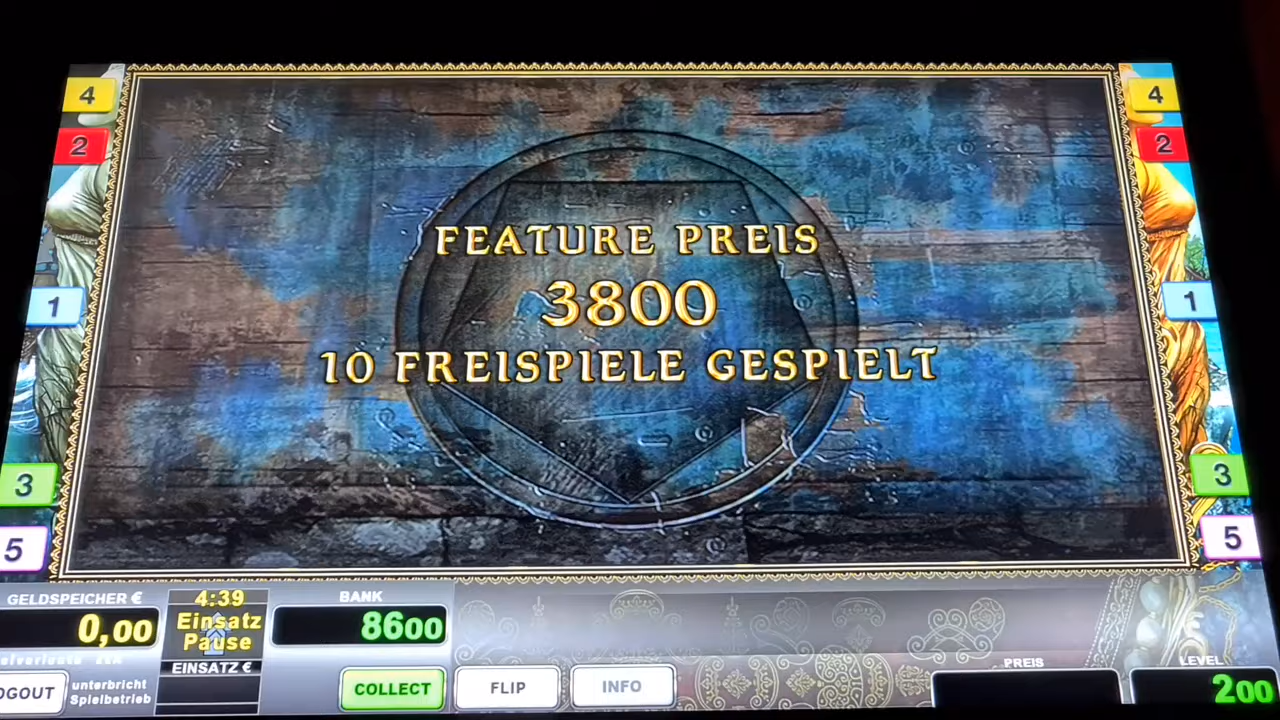 4
4
2
2
FEATURE PREIS
3800
1
1
10 FREISPIELE GESPIELT
3
3
5
5
GELDSPEICHER €
4:39
BANK
0,00
Einsatz
8600
Pause
EINSATZ €
PREIS
LEVEL
OGOUT
unterbricht
Spielbetrieb
COLLECT
FLIP
INFO
200